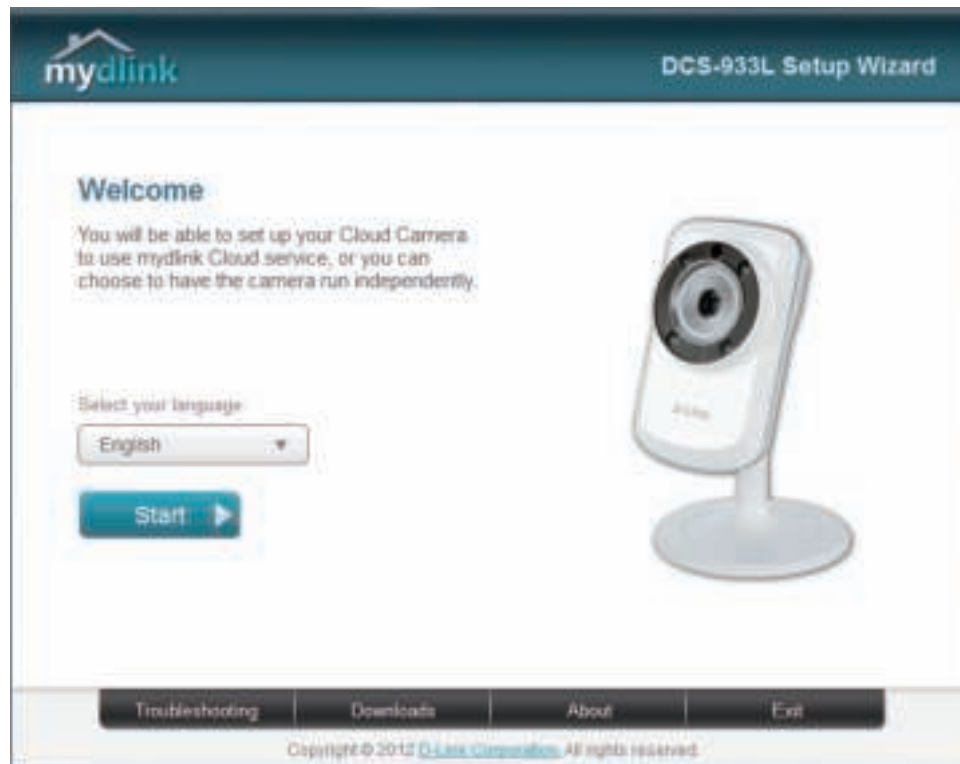 mydlink
DCS-933L Setup Wizard
Welcome
You will be able to set up your Cloud Camera
to use mydlink Cloud service, or you can
choose to have the camera run independently.
Select your language
English
Start
D-Link
Troubleshooting
Downloads
About
Exit
Copyright © 2012 D-Link Corporation. All rights reserved.